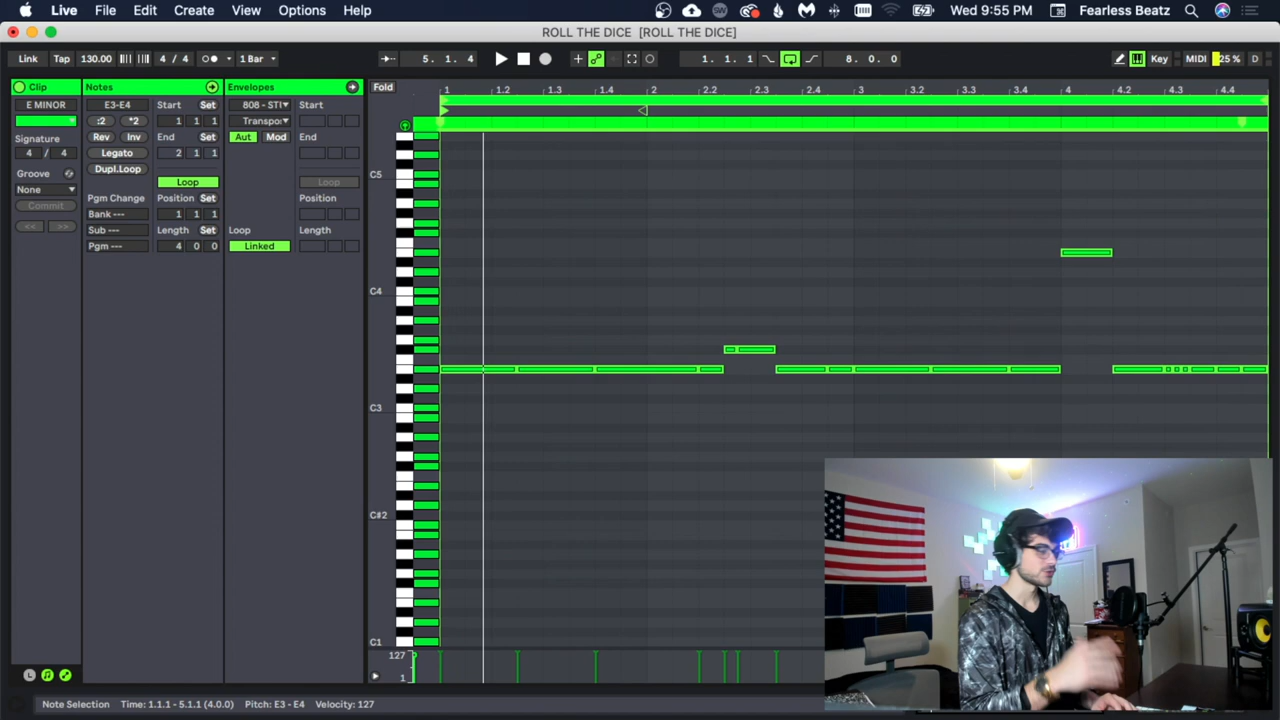 Live File Edit Create View Options Help Wed 9:55 PM Fearless Beatz
ROLL THE DICE [ROLL THE DICE]
Link Tap 130.00 4 / 4 1 Bar 5. 1. 4 1. 1. 1 8. 0. 0 Key MIDI 25 % D
Clip Notes Envelopes Fold 1 1.2 1.3 1.4 2 2.2 2.3 3 3.2 3.3 3.4 4 4.2 4.3 4.4
E MINOR E3-E4 Start Set 808 - STI Start
:2 *2 1 1 1 Transpo
Signature Rev Inv End Set Aut Mod End
4 / 4 Legato 2 1 1
Groove Dupl.Loop
None Pgm Change Loop Loop
Commit Bank --- Position Set Position
<< >> Sub --- 1 1 1
Pgm --- Length Set Loop Length
4 0 0 Linked
C5
C4
C3
C#2
C1
127
1
L
Note Selection Time: 1.1.1 - 5.1.1 (4.0.0) Pitch: E3 - E4 Velocity: 127